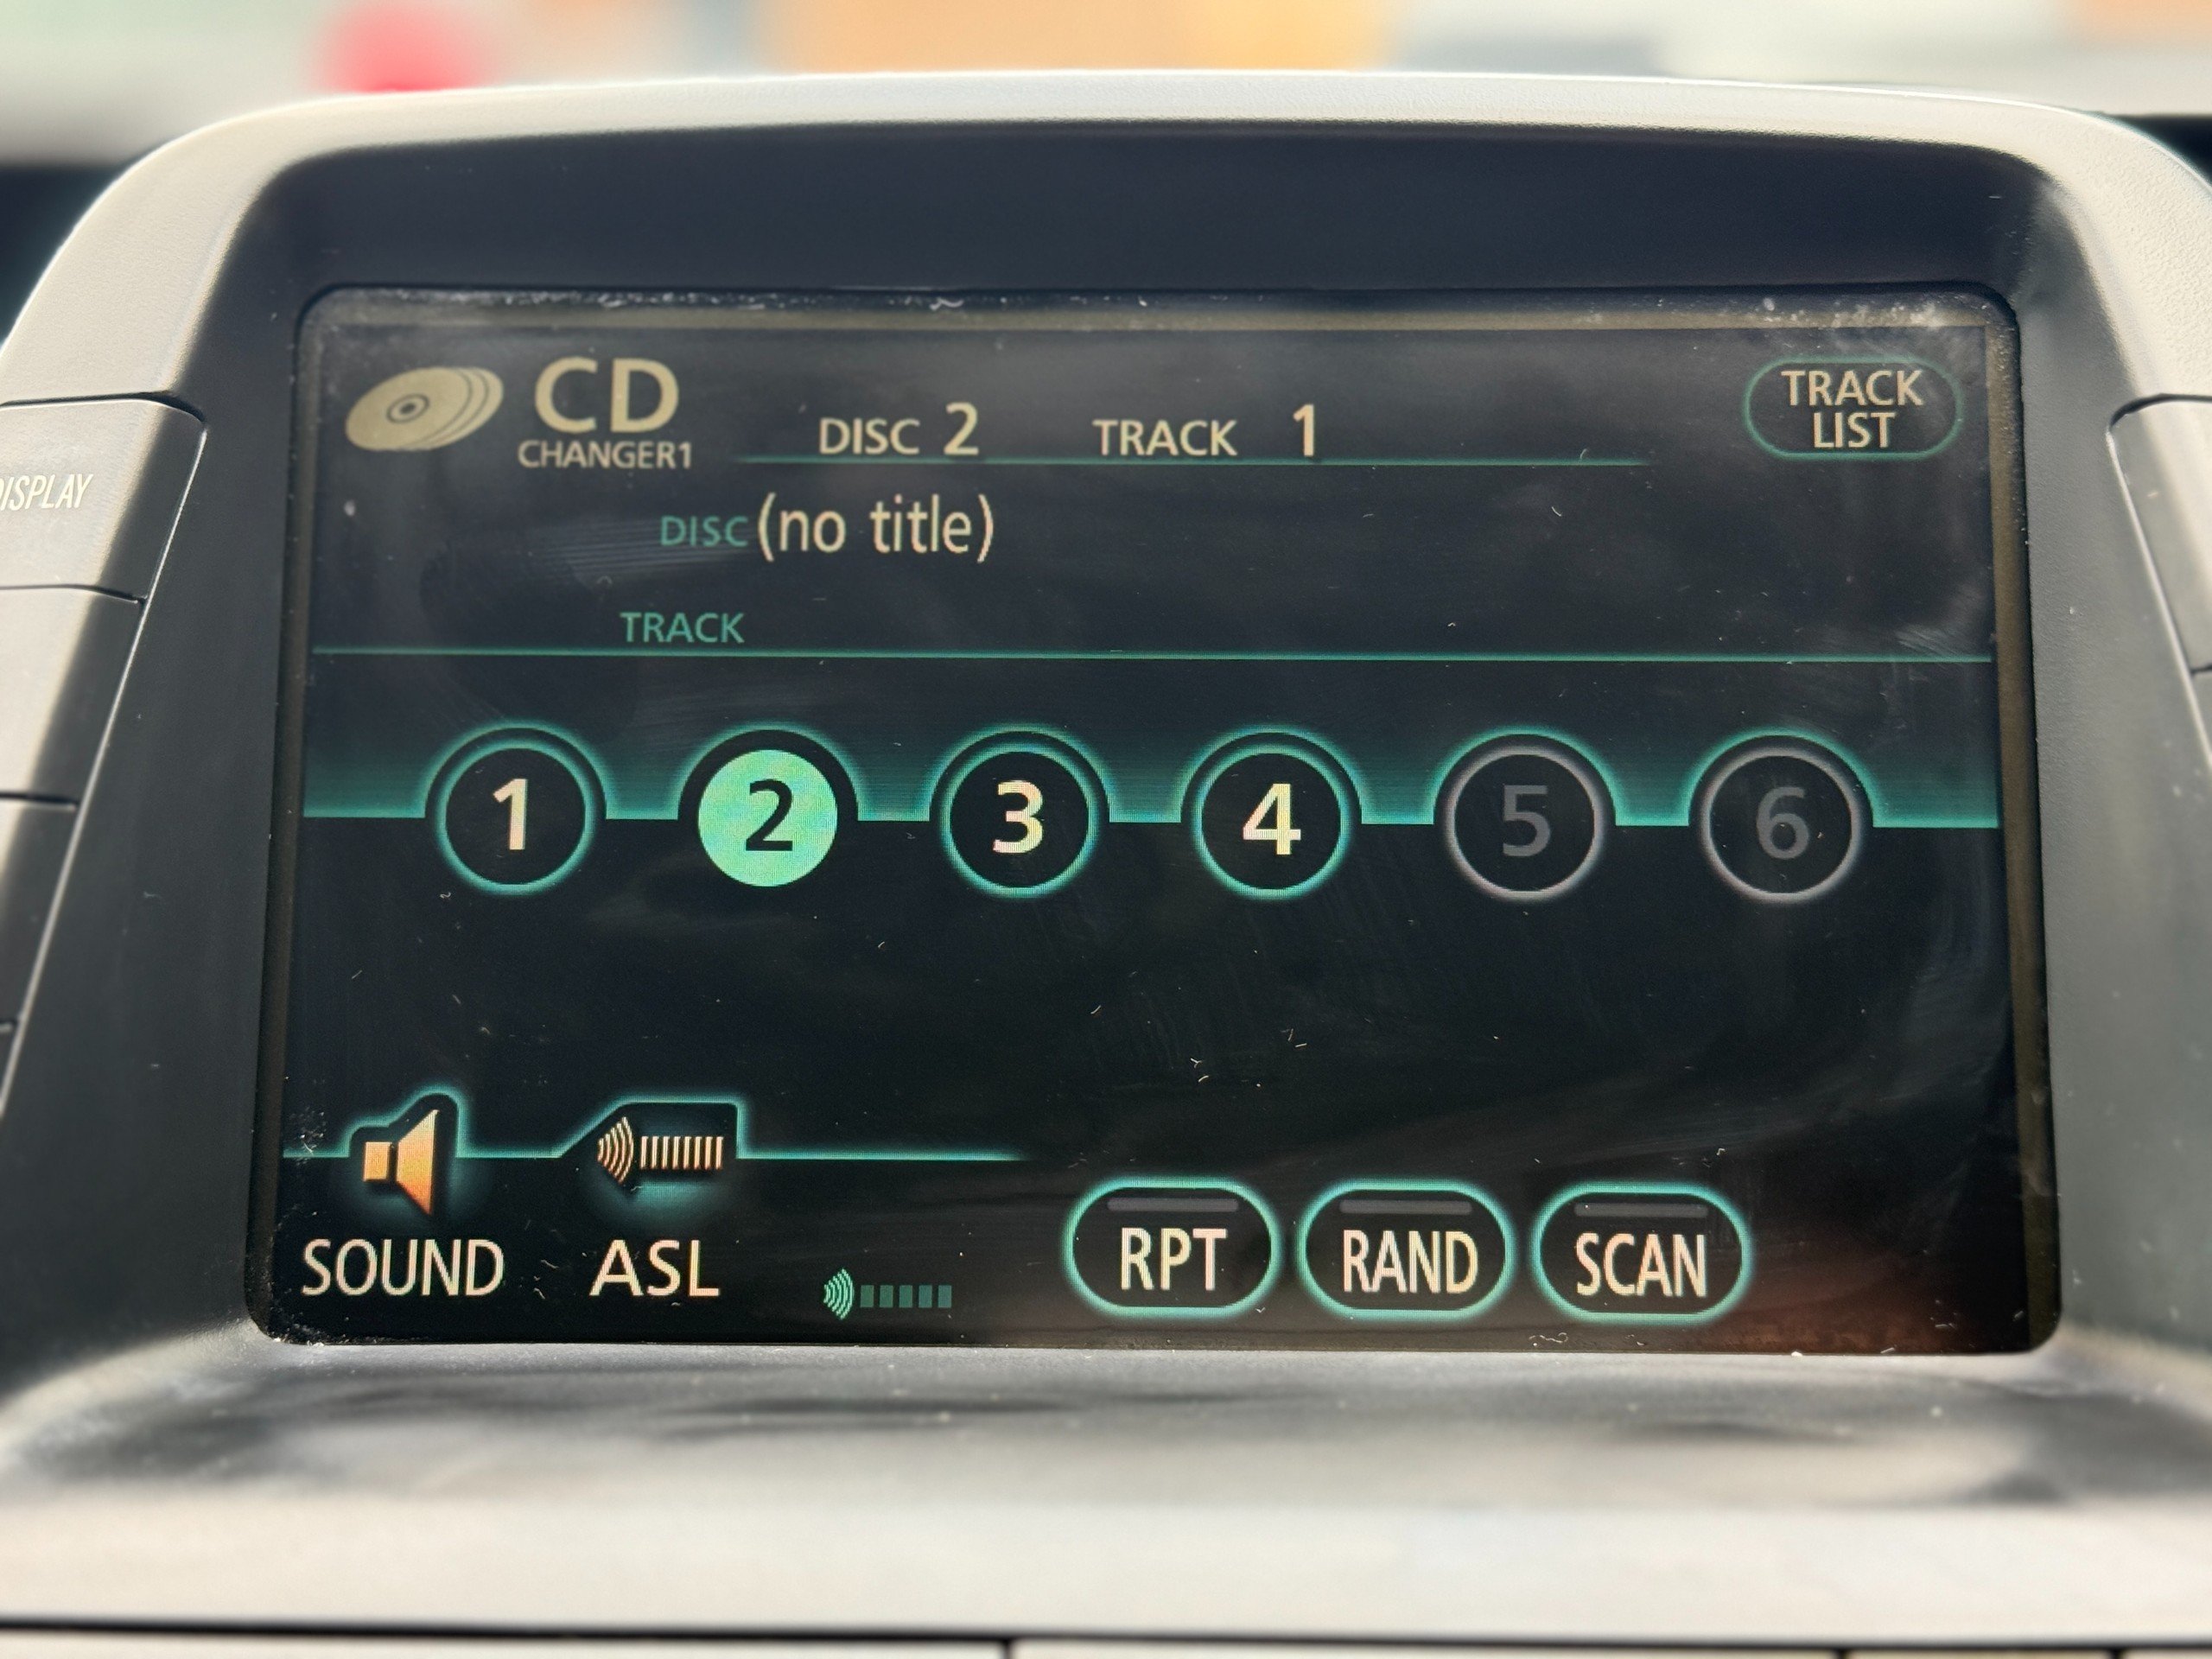 CD
CHANGER1
DISC 2 TRACK 1
TRACK
LIST
DISPLAY
DISC (no title)
TRACK
1 2 3 4 5 6
SOUND
ASL
RPT
RAND
SCAN